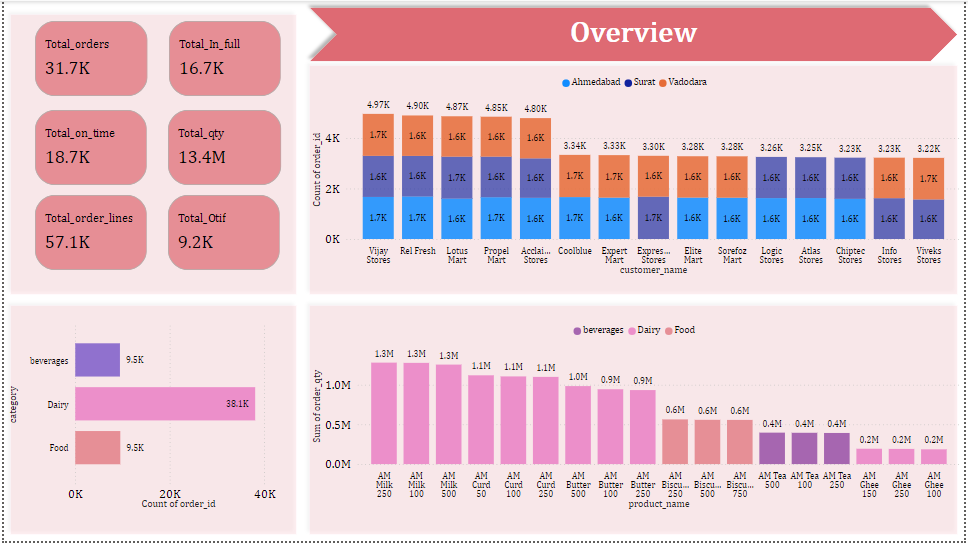 Overview
Total_orders
31.7K
Total_In_full
16.7K
Total_on_time
18.7K
Total_qty
13.4M
Total_order_lines
57.1K
Total_Otif
9.2K
Ahmedabad Surat Vadodara
Count of order_id
4K
2K
0K
4.97K 4.90K 4.87K 4.85K 4.80K 3.34K 3.33K 3.30K 3.28K 3.28K 3.26K 3.25K 3.23K 3.23K 3.22K
1.7K 1.6K 1.6K 1.6K 1.6K 1.7K 1.7K 1.6K 1.6K 1.6K 1.6K 1.6K 1.6K 1.6K 1.7K
1.6K 1.6K 1.7K 1.6K 1.6K
1.7K 1.7K 1.6K 1.7K 1.6K 1.7K 1.6K 1.7K 1.6K 1.6K 1.6K 1.6K 1.6K 1.6K 1.6K
Vijay Rel Fresh Lotus Propel Acclai... Coolblue Expert Expres... Elite Sorefoz Logic Atlas Chiptec Info Viveks
Stores Mart Mart Stores Mart Stores Mart Mart Stores Stores Stores Stores Stores
customer_name
category
beverages 9.5K
Dairy 38.1K
Food 9.5K
0K 20K 40K
Count of order_id
beverages Dairy Food
Sum of order_qty
1.0M
0.5M
0.0M
1.3M 1.3M 1.3M 1.1M 1.1M 1.1M 1.0M 0.9M 0.9M 0.6M 0.6M 0.6M 0.4M 0.4M 0.4M 0.2M 0.2M 0.2M
AM AM AM AM AM AM AM AM AM AM AM AM AM Tea AM Tea AM Tea AM AM AM
Milk Milk Milk Curd Curd Curd Butter Butter Butter Biscu... Biscu... Biscu... 500 100 250 Ghee Ghee Ghee
250 100 500 50 100 250 500 100 250 250 500 750 150 250 100
product_name